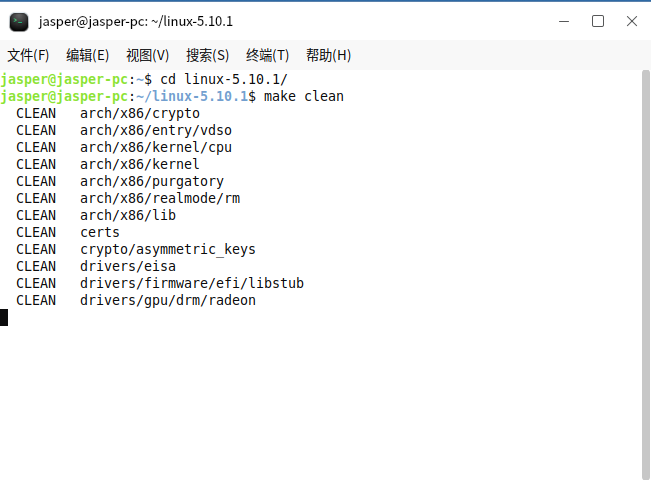 jasper@jasper-pc: ~/linux-5.10.1
文件(F) 编辑(E) 视图(V) 搜索(S) 终端(T) 帮助(H)
jasper@jasper-pc:~$ cd linux-5.10.1/
jasper@jasper-pc:~/linux-5.10.1$ make clean
  CLEAN   arch/x86/crypto
  CLEAN   arch/x86/entry/vdso
  CLEAN   arch/x86/kernel/cpu
  CLEAN   arch/x86/kernel
  CLEAN   arch/x86/purgatory
  CLEAN   arch/x86/realmode/rm
  CLEAN   arch/x86/lib
  CLEAN   certs
  CLEAN   crypto/asymmetric_keys
  CLEAN   drivers/eisa
  CLEAN   drivers/firmware/efi/libstub
  CLEAN   drivers/gpu/drm/radeon